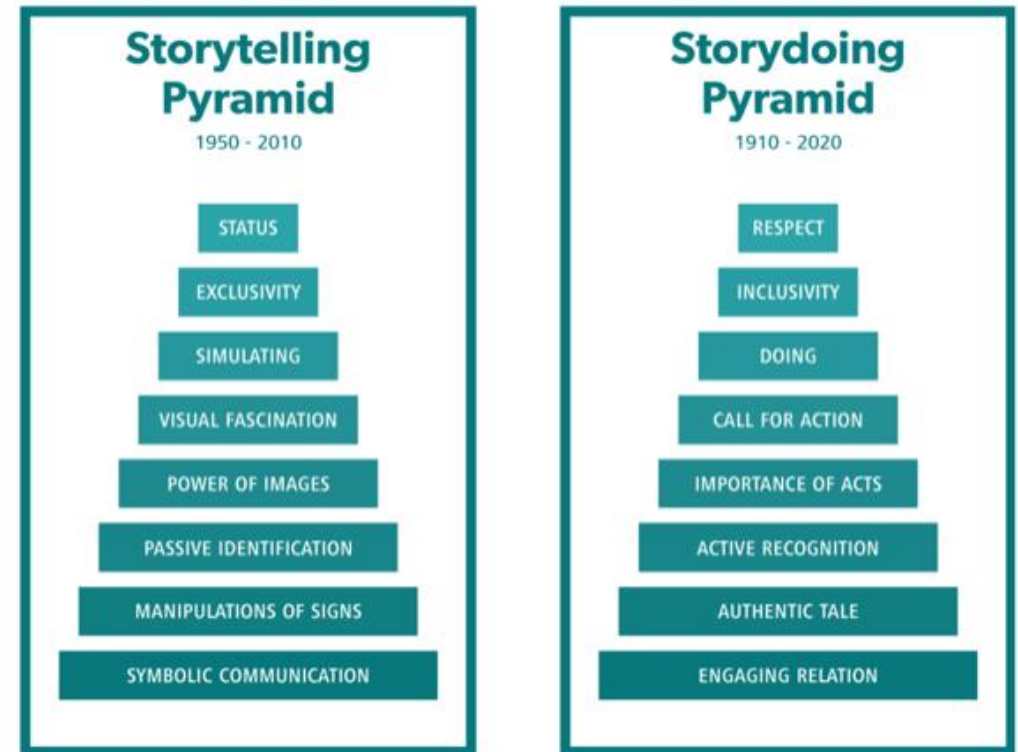 Storytelling
Pyramid
1950 - 2010
STATUS
EXCLUSIVITY
SIMULATING
VISUAL FASCINATION
POWER OF IMAGES
PASSIVE IDENTIFICATION
MANIPULATIONS OF SIGNS
SYMBOLIC COMMUNICATION
Storydoing
Pyramid
1910 - 2020
RESPECT
INCLUSIVITY
DOING
CALL FOR ACTION
IMPORTANCE OF ACTS
ACTIVE RECOGNITION
AUTHENTIC TALE
ENGAGING RELATION